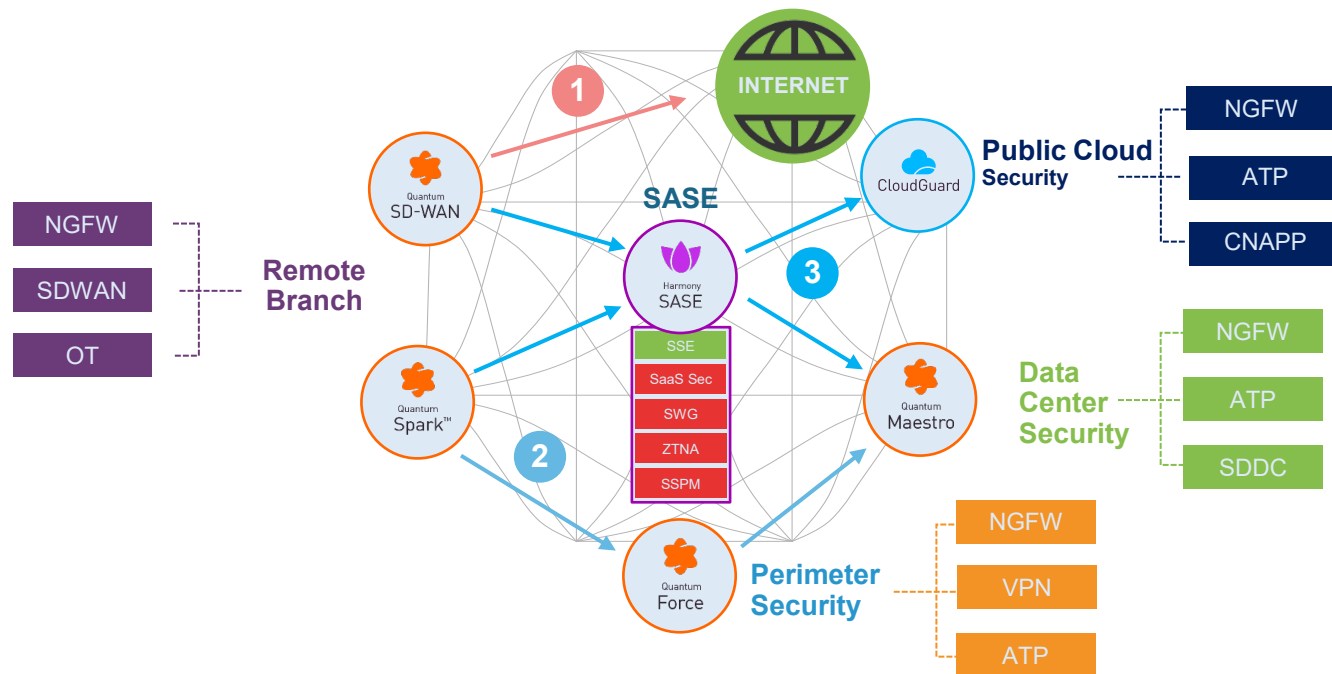 1
INTERNET
Quantum
SD-WAN
SASE
CloudGuard
Public Cloud
Security
NGFW
ATP
CNAPP
NGFW
SDWAN
OT
Remote
Branch
Harmony
SASE
3
SSE
SaaS Sec
SWG
ZTNA
SSPM
Quantum
Spark™
2
Quantum
Maestro
Data
Center
Security
NGFW
ATP
SDDC
Quantum
Force
Perimeter
Security
NGFW
VPN
ATP